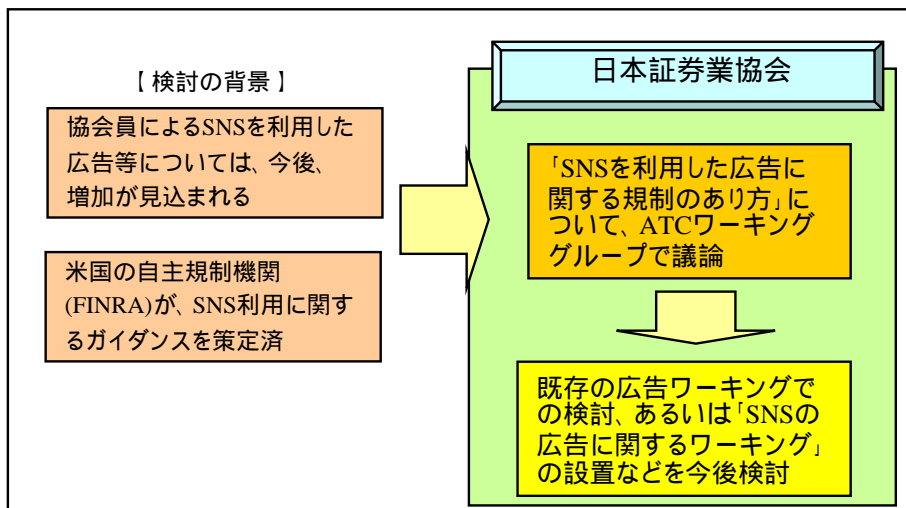 【検討の背景】
協会員によるSNSを利用した
広告等については、今後、
増加が見込まれる
米国の自主規制機関
(FINRA)が、SNS利用に関す
るガイダンスを策定済
日本証券業協会
「SNSを利用した広告に
関する規制のあり方」に
ついて、ATCワーキング
グループで議論
既存の広告ワーキングで
の検討、あるいは「SNSの
広告に関するワーキング」
の設置などを今後検討